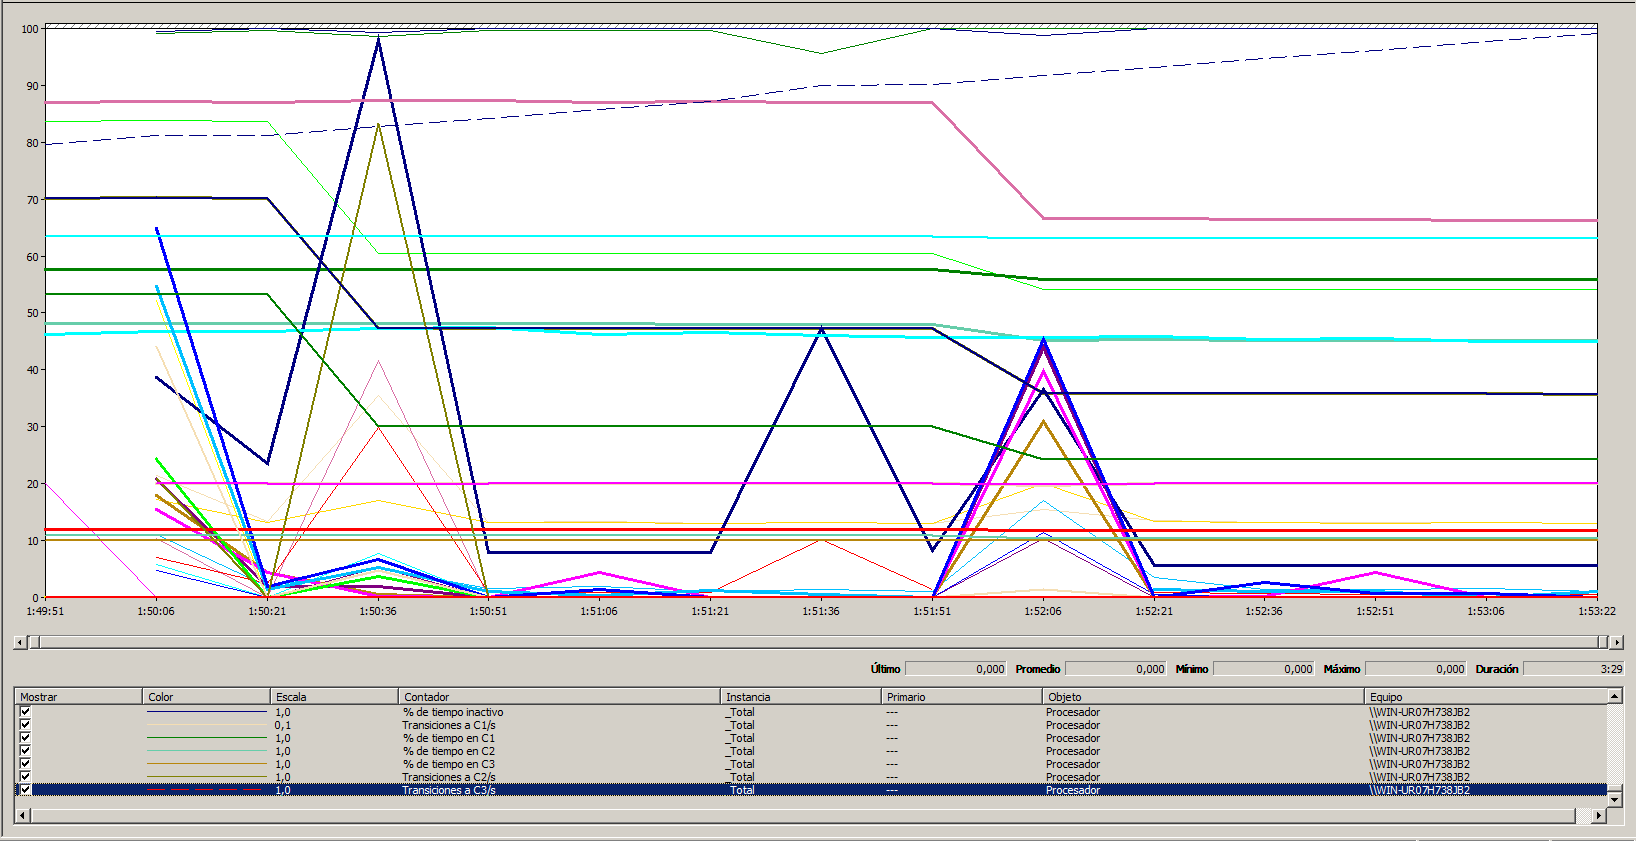 100
90
80
70
60
50
40
30
20
10
0
1:49:51 1:50:06 1:50:21 1:50:36 1:50:51 1:51:06 1:51:21 1:51:36 1:51:51 1:52:06 1:52:21 1:52:36 1:52:51 1:53:06 1:53:22
Último 0,000 Promedio 0,000 Mínimo 0,000 Máximo 0,000 Duración 3:29
Mostrar Color Escala Contador Instancia Primario Objeto Equipo
1,0 % de tiempo inactivo _Total --- Procesador \\WIN-UR07H738JB2
0,1 Transiciones a C1/s _Total --- Procesador \\WIN-UR07H738JB2
1,0 % de tiempo en C1 _Total --- Procesador \\WIN-UR07H738JB2
1,0 % de tiempo en C2 _Total --- Procesador \\WIN-UR07H738JB2
1,0 % de tiempo en C3 _Total --- Procesador \\WIN-UR07H738JB2
1,0 Transiciones a C2/s _Total --- Procesador \\WIN-UR07H738JB2
1,0 Transiciones a C3/s _Total --- Procesador \\WIN-UR07H738JB2